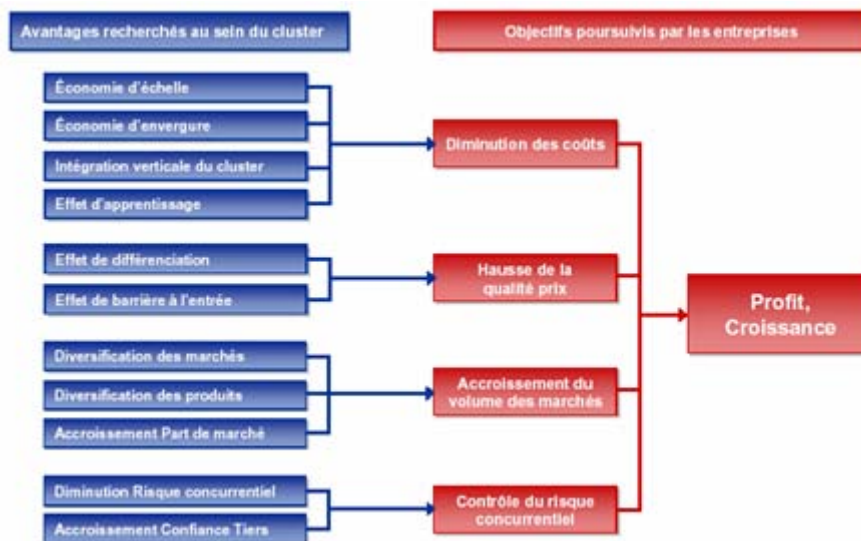 Avantages recherchés au sein du cluster
Objectifs poursuivis par les entreprises
Économie d'échelle
Économie d'envergure
Intégration verticale du cluster
Effet d'apprentissage
Diminution des coûts
Effet de différenciation
Effet de barrière à l'entrée
Hausse de la
qualité prix
Profit,
Croissance
Diversification des marchés
Diversification des produits
Accroissement Part de marché
Accroissement du
volume des marchés
Diminution Risque concurrentiel
Accroissement Confiance Tiers
Contrôle du risque
concurrentiel